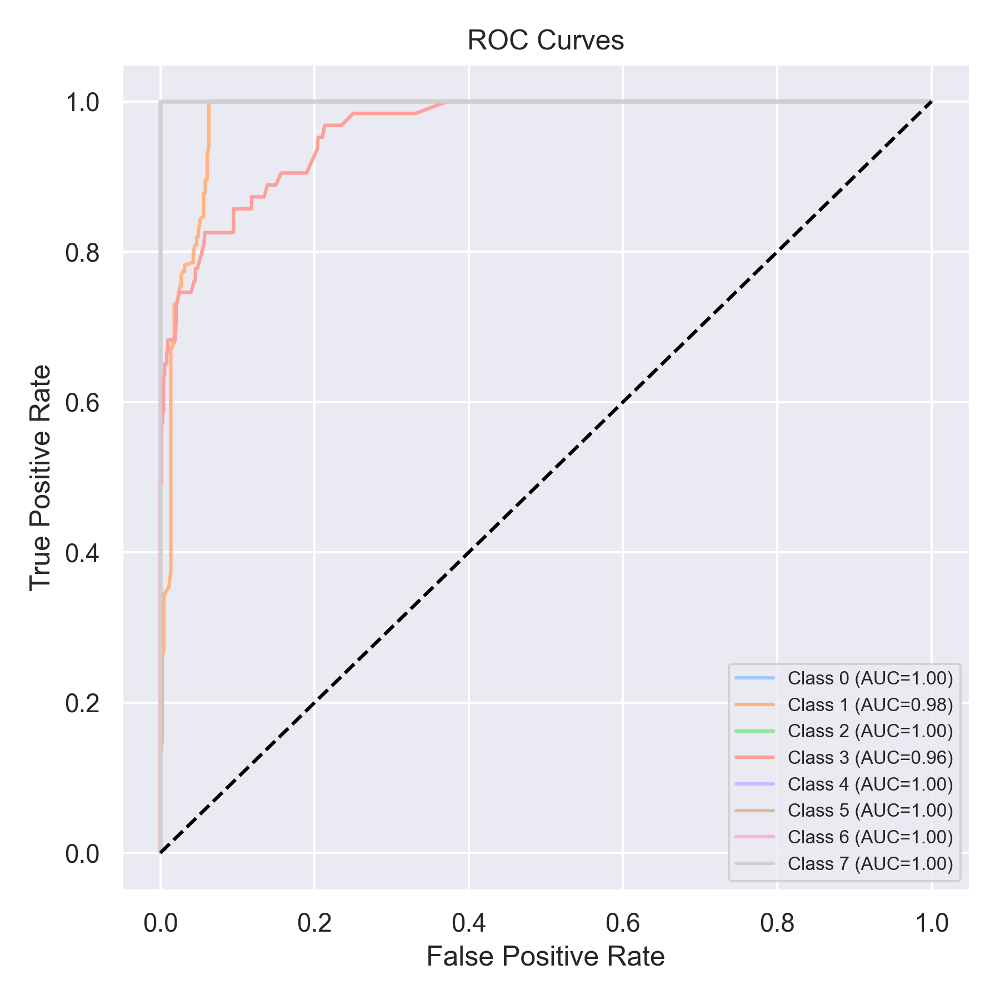 ROC Curves
1.0
0.8
0.6
0.4
0.2
0.0
True Positive Rate
Class 0 (AUC=1.00)
Class 1 (AUC=0.98)
Class 2 (AUC=1.00)
Class 3 (AUC=0.96)
Class 4 (AUC=1.00)
Class 5 (AUC=1.00)
Class 6 (AUC=1.00)
Class 7 (AUC=1.00)
0.0 0.2 0.4 0.6 0.8 1.0
False Positive Rate